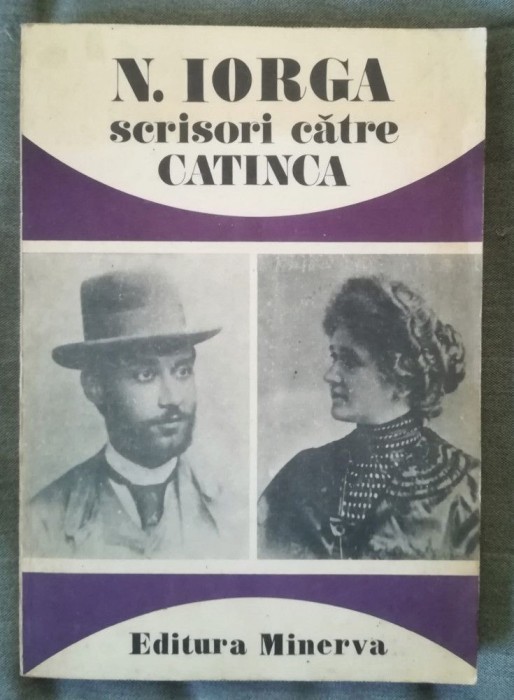 N. IORGA
scrisori către
CATINCA
Editura Minerva